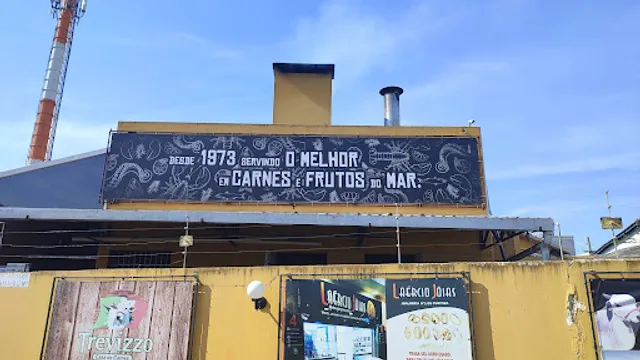 DESDE 1973 SERVINDO O MELHOR
EM CARNES E FRUTOS DO MAR.
Trevizzo
LAÉRCIO JOIAS
LAÉRCIO JOIAS